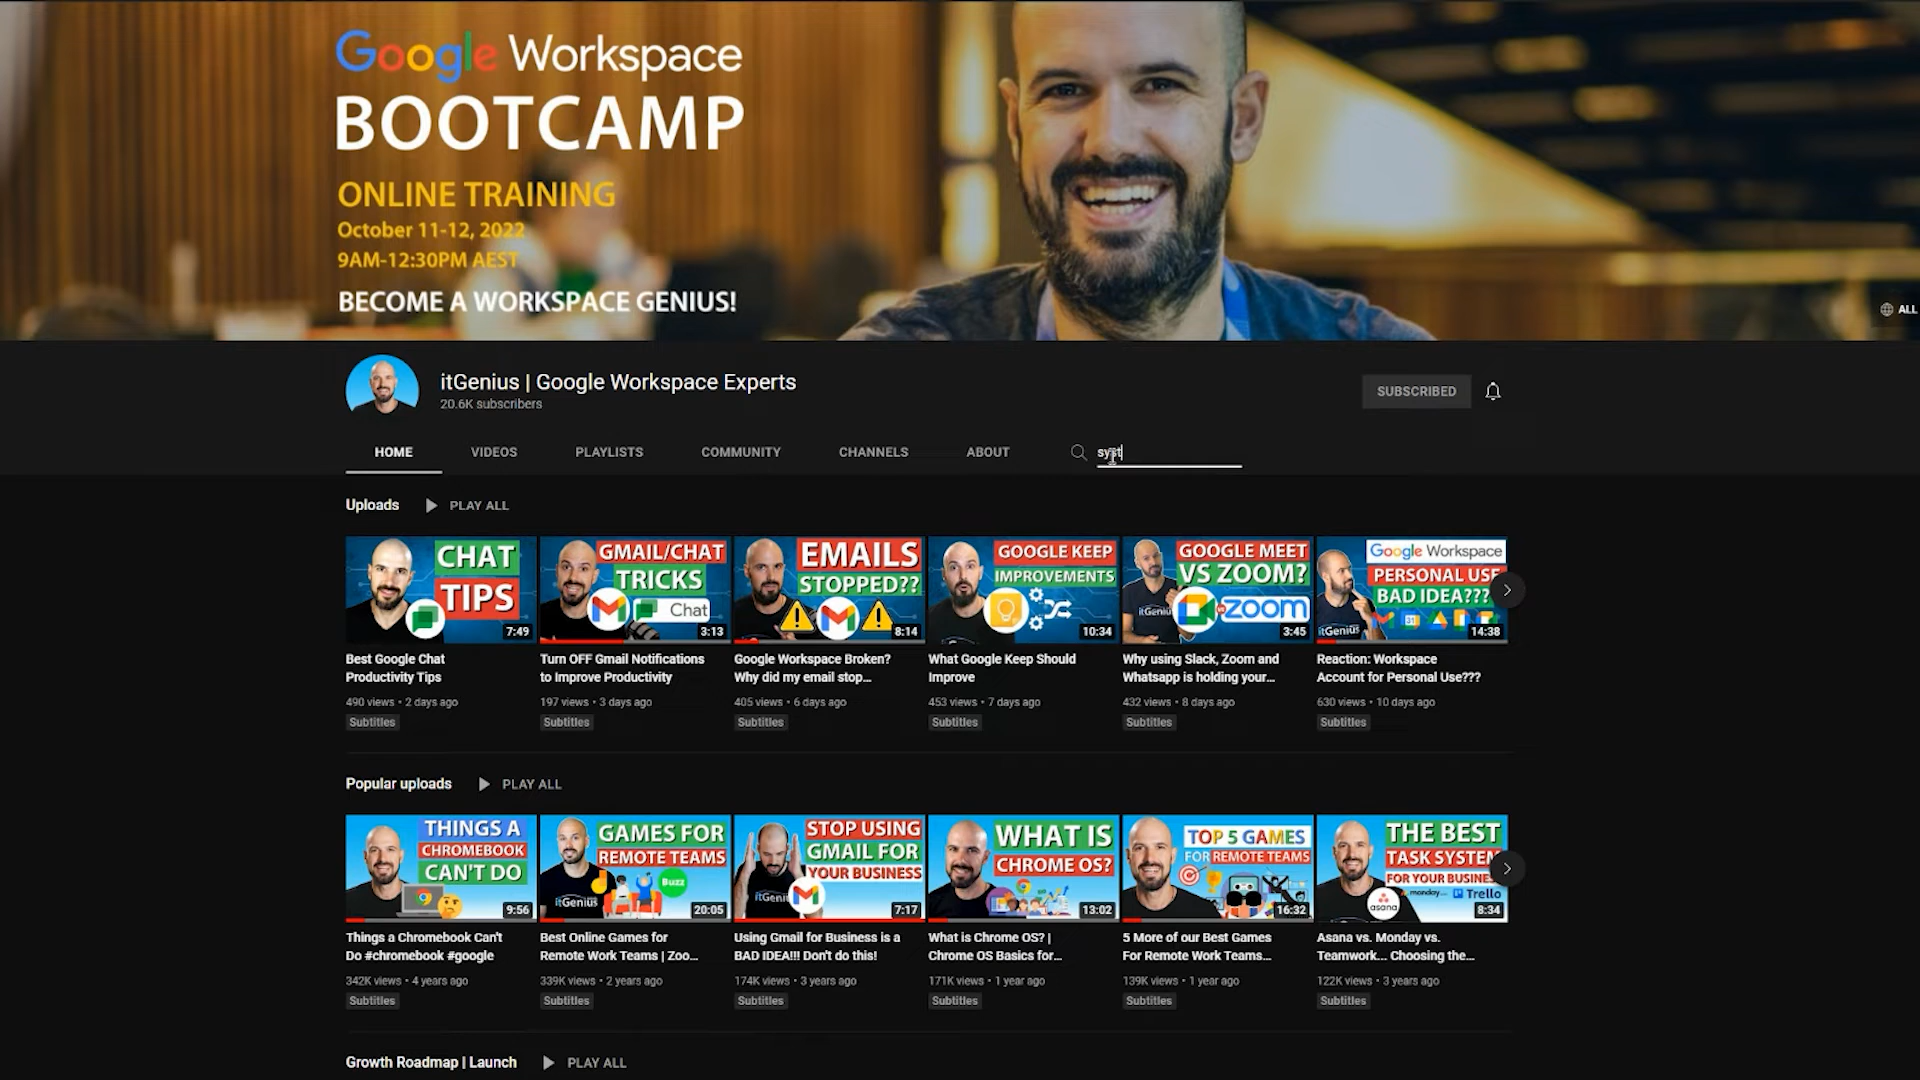 Google Workspace
BOOTCAMP
ONLINE TRAINING
October 11-12, 2022
9AM-12:30PM AEST
BECOME A WORKSPACE GENIUS!
ALL
itGenius | Google Workspace Experts
20.6K subscribers
SUBSCRIBED
HOME VIDEOS PLAYLISTS COMMUNITY CHANNELS ABOUT syst
Uploads PLAY ALL
CHAT
TIPS
7:49
GMAIL/CHAT
TRICKS
Chat
3:13
EMAILS
STOPPED??
8:14
GOOGLE KEEP
IMPROVEMENTS
10:34
GOOGLE MEET
VS ZOOM?
zoom
itGenius
3:45
Google Workspace
PERSONAL USE
BAD IDEA???
31
itGenius
14:38
Best Google Chat
Productivity Tips
490 views • 2 days ago
Subtitles
Turn OFF Gmail Notifications
to Improve Productivity
197 views • 3 days ago
Subtitles
Google Workspace Broken?
Why did my email stop...
405 views • 6 days ago
Subtitles
What Google Keep Should
Improve
453 views • 7 days ago
Subtitles
Why using Slack, Zoom and
Whatsapp is holding your...
432 views • 8 days ago
Subtitles
Reaction: Workspace
Account for Personal Use???
630 views • 10 days ago
Subtitles
Popular uploads PLAY ALL
THINGS A
CHROMEBOOK
CAN'T DO
9:56
GAMES FOR
REMOTE TEAMS
Buzz
itGenius
20:05
STOP USING
GMAIL FOR
YOUR BUSINESS
itGenius
7:17
WHAT IS
CHROME OS?
13:02
TOP 5 GAMES
FOR REMOTE TEAMS
16:32
THE BEST
TASK SYSTEM
FOR YOUR BUSINESS
monday Trello
asana
8:34
Things a Chromebook Can't
Do #chromebook #google
342K views • 4 years ago
Subtitles
Best Online Games for
Remote Work Teams | Zoo...
339K views • 2 years ago
Subtitles
Using Gmail for Business is a
BAD IDEA!!! Don't do this!
174K views • 3 years ago
Subtitles
What is Chrome OS? |
Chrome OS Basics for...
171K views • 1 year ago
Subtitles
5 More of our Best Games
For Remote Work Teams...
139K views • 1 year ago
Subtitles
Asana vs. Monday vs.
Teamwork... Choosing the...
122K views • 3 years ago
Subtitles
Growth Roadmap | Launch PLAY ALL